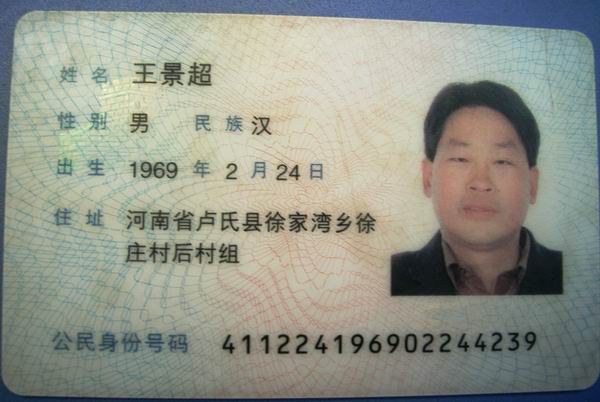 姓名 王景超
性别 男 民族 汉
出生 1969 年 2 月 24 日
住址 河南省卢氏县徐家湾乡徐
庄村后村组
公民身份号码 411224196902244239